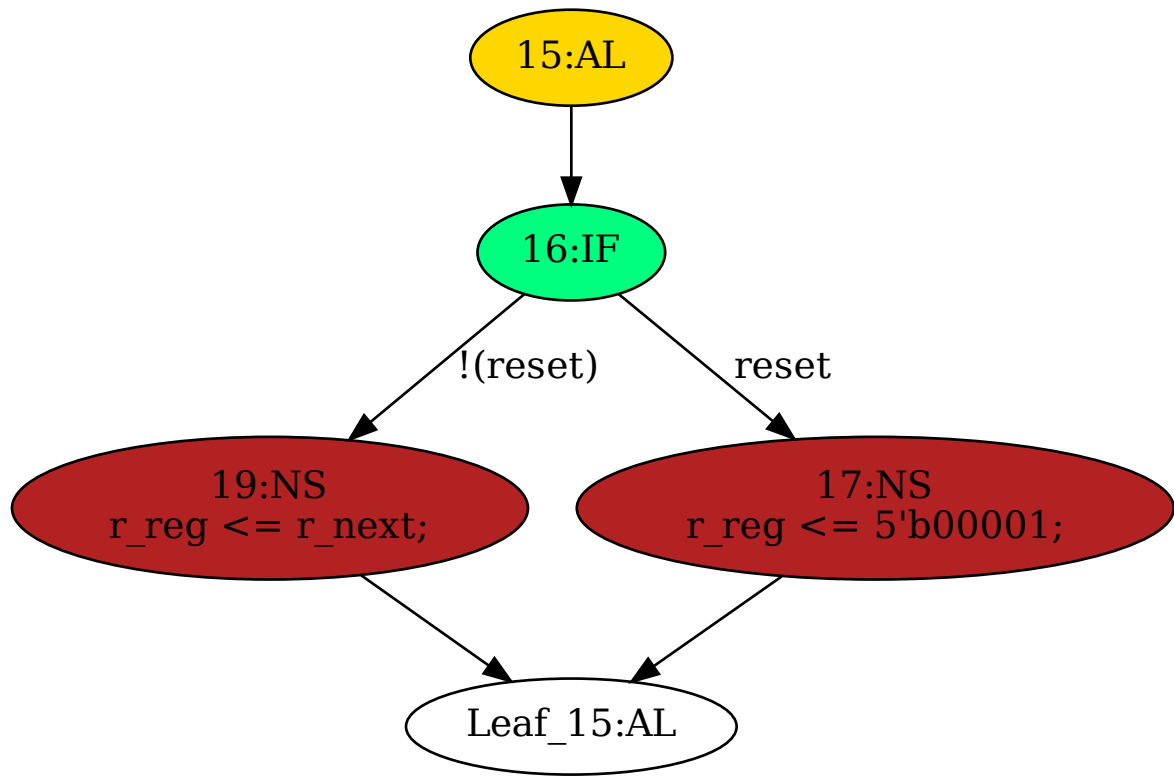 15:AL
16:IF
!(reset)
reset
19:NS
r_reg <= r_next;
17:NS
r_reg <= 5'b00001;
Leaf_15:AL